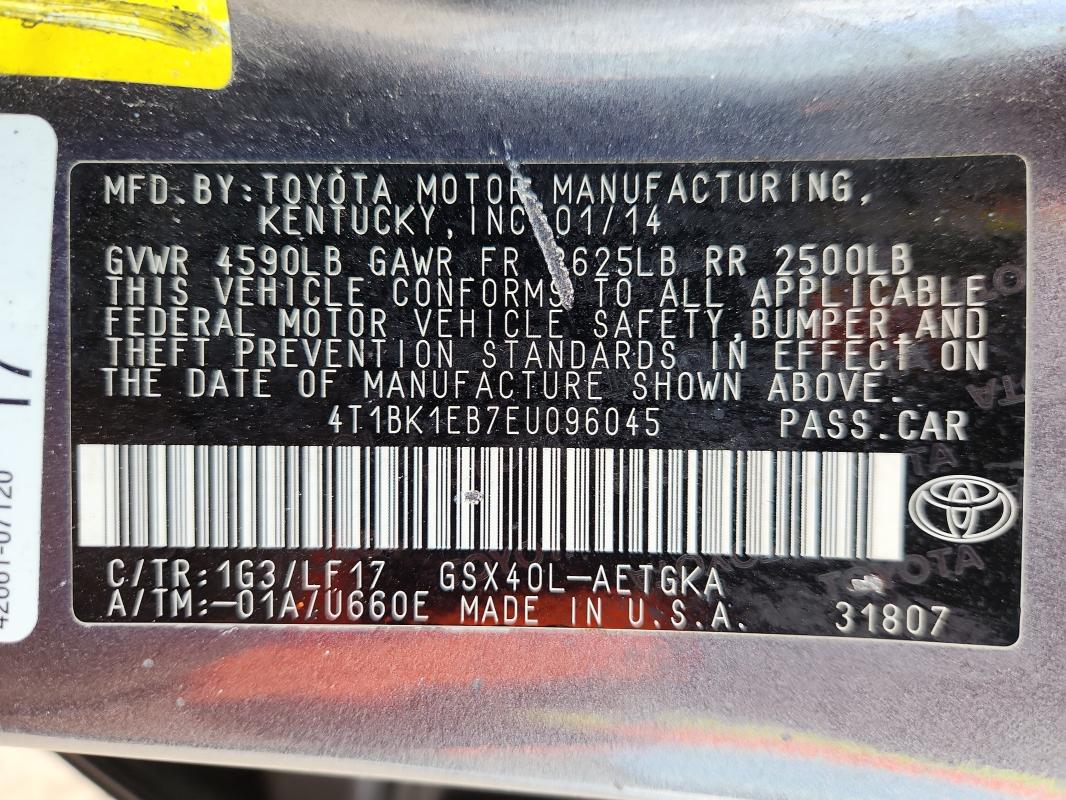 MFD. BY: TOYOTA MOTOR MANUFACTURING,
KENTUCKY, INC. 01/14
GVWR 4590LB GAWR FR 2625LB RR 2500LB
THIS VEHICLE CONFORMS TO ALL APPLICABLE
FEDERAL MOTOR VEHICLE SAFETY, BUMPER AND
THEFT PREVENTION STANDARDS IN EFFECT ON
THE DATE OF MANUFACTURE SHOWN ABOVE.
4T1BK1EB7EU096045 PASS.CAR
C/TR:1G3/LF17 GSX40L-AETGKA
A/TM:-01A/U660E MADE IN U.S.A. 31807
TOYOTA
17